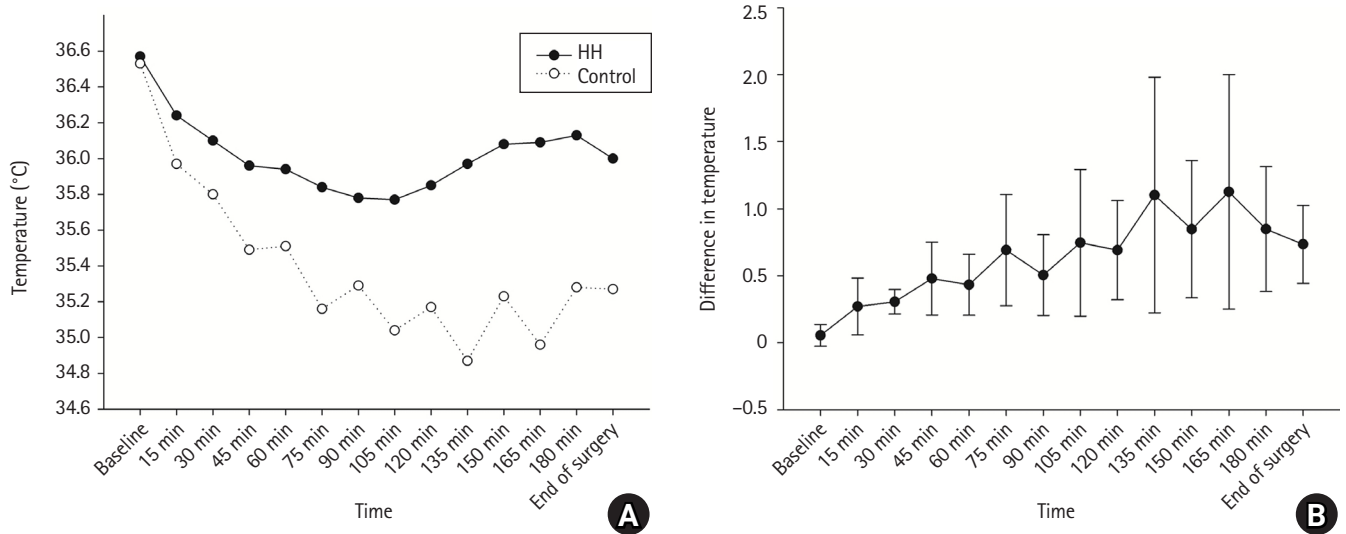 Temperature (°C)
36.6
36.4
36.2
36.0
35.8
35.6
35.4
35.2
35.0
34.8
34.6
HH
Control
Baseline
15 min
30 min
45 min
60 min
75 min
90 min
105 min
120 min
135 min
150 min
165 min
180 min
End of surgery
Time
A
Difference in temperature
2.5
2.0
1.5
1.0
0.5
0
−0.5
Baseline
15 min
30 min
45 min
60 min
75 min
90 min
105 min
120 min
135 min
150 min
165 min
180 min
End of surgery
Time
B